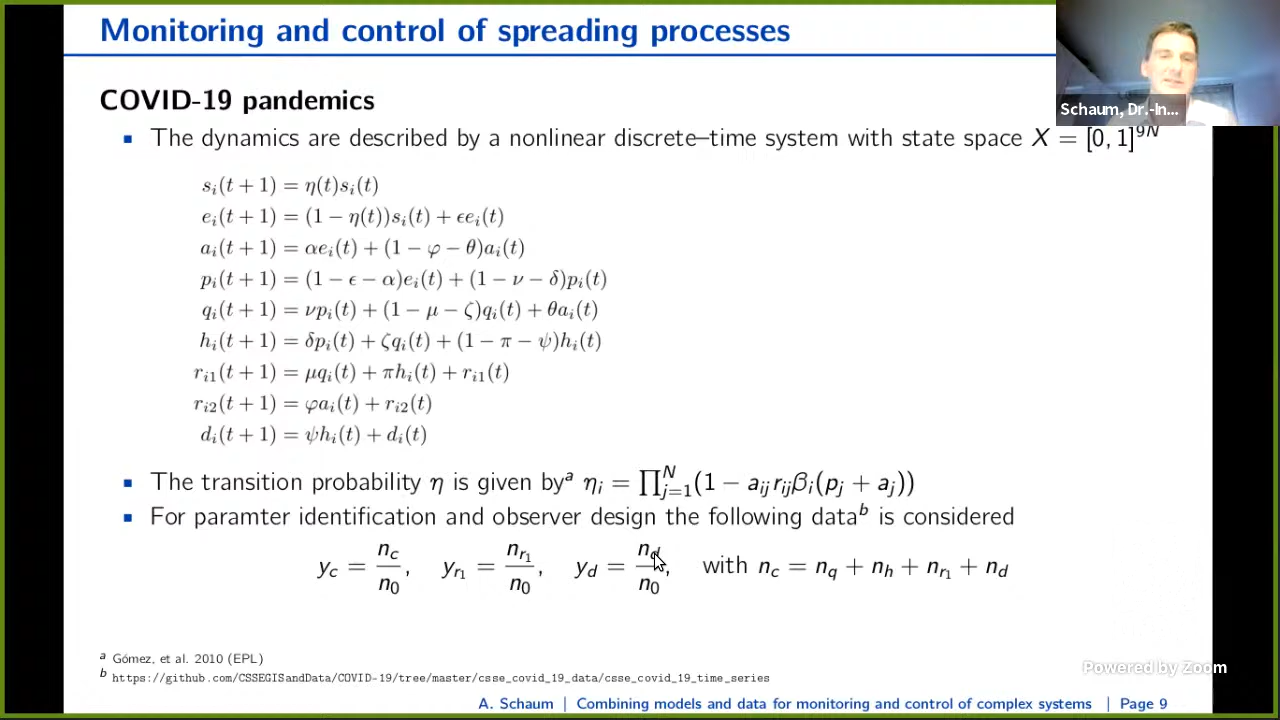 Monitoring and control of spreading processes
Schaum, Dr.-In...
COVID-19 pandemics
The dynamics are described by a nonlinear discrete–time system with state space X = [0, 1]^{9N}
s_i(t + 1) = η(t)s_i(t)
e_i(t + 1) = (1 − η(t))s_i(t) + ϵe_i(t)
a_i(t + 1) = αe_i(t) + (1 − φ − θ)a_i(t)
p_i(t + 1) = (1 − ϵ − α)e_i(t) + (1 − ν − δ)p_i(t)
q_i(t + 1) = νp_i(t) + (1 − μ − ζ)q_i(t) + θa_i(t)
h_i(t + 1) = δp_i(t) + ζq_i(t) + (1 − π − ψ)h_i(t)
r_{i1}(t + 1) = μq_i(t) + πh_i(t) + r_{i1}(t)
r_{i2}(t + 1) = φa_i(t) + r_{i2}(t)
d_i(t + 1) = ψh_i(t) + d_i(t)
The transition probability η is given by^a η_i = ∏_{j=1}^N (1 − a_{ij}r_{ij}β_i(p_j + a_j))
For paramter identification and observer design the following data^b is considered
y_c = n_c/n_0, y_{r_1} = n_{r_1}/n_0, y_d = n_d/n_0, with n_c = n_q + n_h + n_{r_1} + n_d
a Gómez, et al. 2010 (EPL)
b https://github.com/CSSEGISandData/COVID-19/tree/master/csse_covid_19_data/csse_covid_19_time_series
Powered by Zoom
A. Schaum | Combining models and data for monitoring and control of complex systems | Page 9